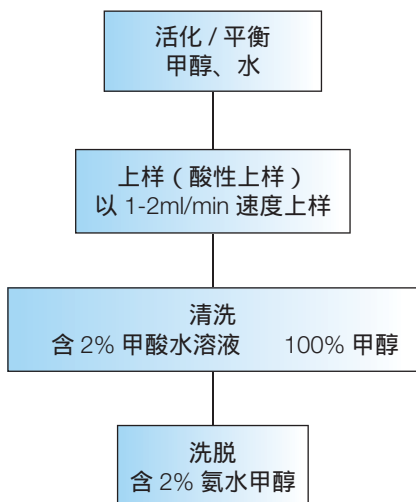 活化 / 平衡
甲醇、水
上样（酸性上样）
以 1-2ml/min 速度上样
清洗
含 2% 甲酸水溶液 100% 甲醇
洗脱
含 2% 氨水甲醇